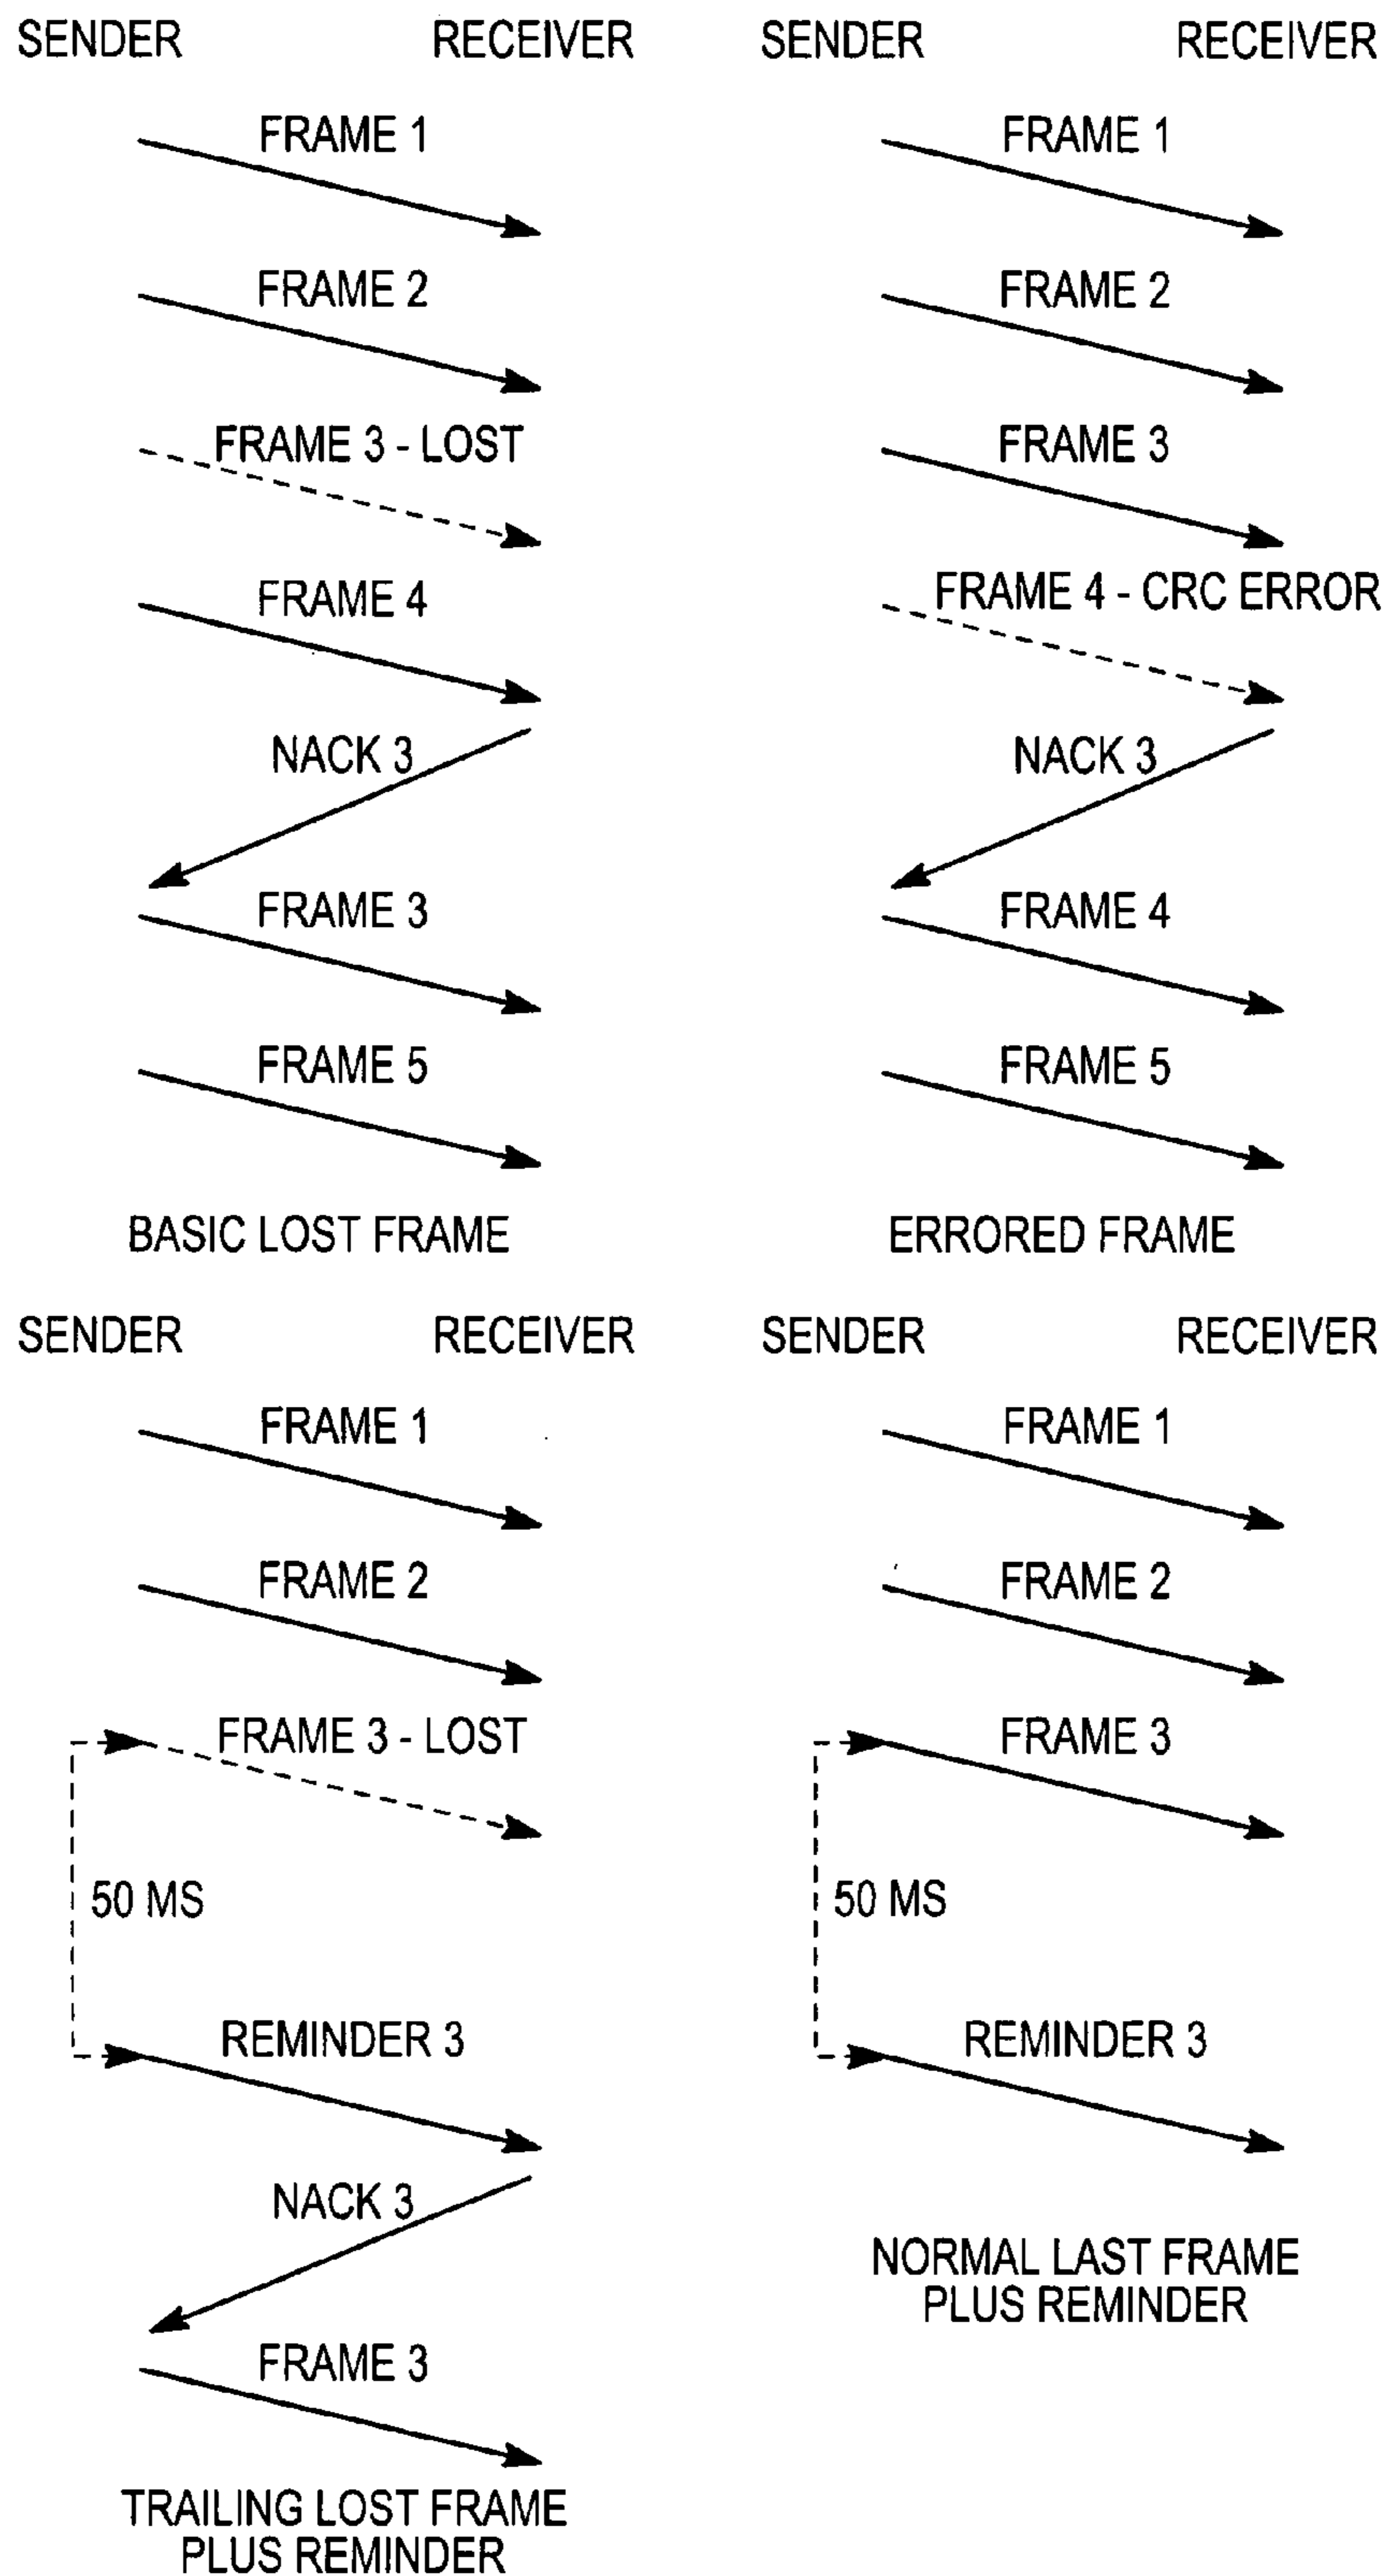 SENDER RECEIVER
FRAME 1
FRAME 2
FRAME 3 - LOST
FRAME 4
NACK 3
FRAME 3
FRAME 5
BASIC LOST FRAME
SENDER RECEIVER
FRAME 1
FRAME 2
FRAME 3
FRAME 4 - CRC ERROR
NACK 3
FRAME 4
FRAME 5
ERRORED FRAME
SENDER RECEIVER
FRAME 1
FRAME 2
FRAME 3 - LOST
50 MS
REMINDER 3
NACK 3
FRAME 3
TRAILING LOST FRAME
PLUS REMINDER
SENDER RECEIVER
FRAME 1
FRAME 2
FRAME 3
50 MS
REMINDER 3
NORMAL LAST FRAME
PLUS REMINDER